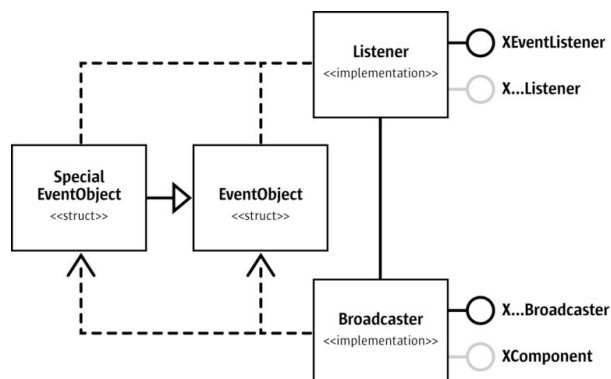 Listener
<<implementation>>
XEventListener
X...Listener
Special
EventObject
<<struct>>
EventObject
<<struct>>
Broadcaster
<<implementation>>
X...Broadcaster
XComponent